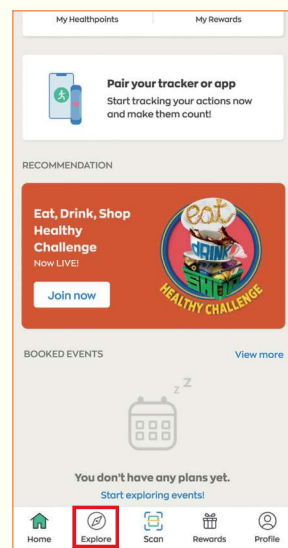 My Healthpoints My Rewards
Pair your tracker or app
Start tracking your actions now
and make them count!
RECOMMENDATION
Eat, Drink, Shop
Healthy
Challenge
Now LIVE!
Join now
eat
DRINK
SHOP
HEALTHY CHALLENGE
BOOKED EVENTS View more
z Z
You don't have any plans yet.
Start exploring events!
Home Explore Scan Rewards Profile